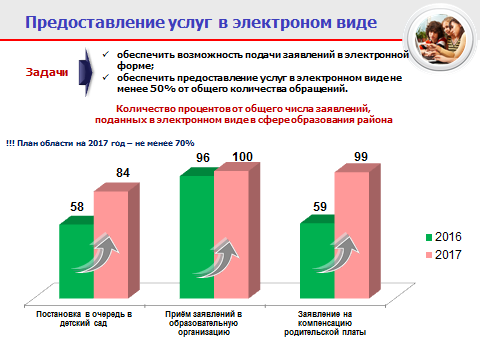 Предоставление услуг в электроном виде
Задачи
✓ обеспечить возможность подачи заявлений в электронной
форме;
✓ обеспечить предоставление услуг в электронном виде не
менее 50% от общего количества обращений.
Количество процентов от общего числа заявлений,
поданных в электронном виде в сфере образования района
!!! План области на 2017 год – не менее 70%
58
84
96
100
59
99
2016
2017
Постановка в очередь в
детский сад
Приём заявлений в
образовательную
организацию
Заявление на
компенсацию
родительской платы